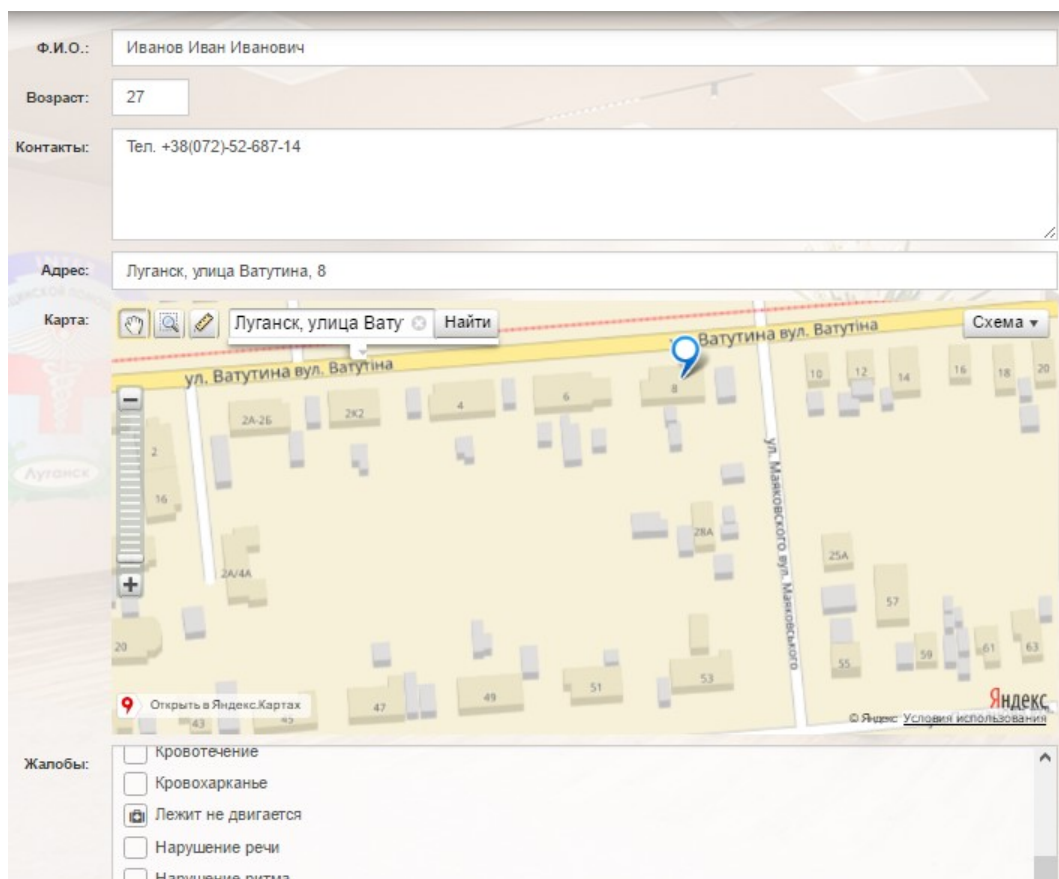 Ф.И.О.: Иванов Иван Иванович
Возраст: 27
Контакты: Тел. +38(072)-52-687-14
Адрес: Луганск, улица Ватутина, 8
Карта:
Луганск, улица Вату Найти
Схема
ул. Ватутина вул. Ватутіна
Ватутина вул. Ватутіна
2А-2Б
2К2
4
6
8
10
12
14
16
18
20
2
16
2А/4А
20
28А
ул. Маяковского вул. Маяковського
25А
57
55
59
61
63
43
45
47
49
51
53
Открыть в Яндекс.Картах
Яндекс
© Яндекс Условия использования
Луганск
Жалобы:
Кровотечение
Кровохарканье
Лежит не двигается
Нарушение речи
Нарушение ритма